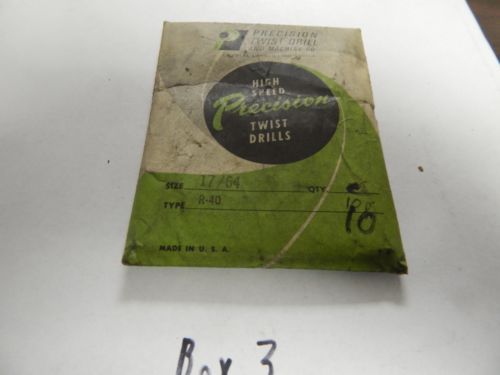 PRECISION
TWIST DRILL
AND MACHINE CO.
HIGH
SPEED
Precision
TWIST
DRILLS
SIZE 17/64 QTY.
TYPE R-40 10
10
MADE IN U. S. A.
Box 3